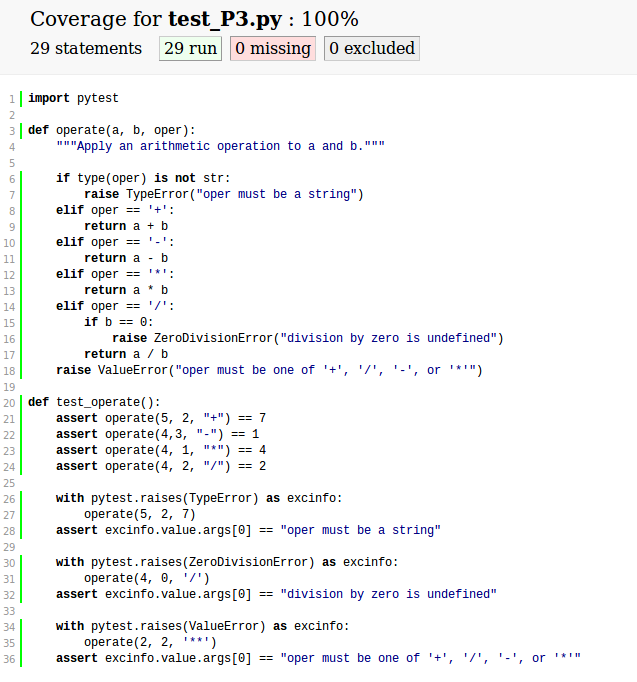 Coverage for test_P3.py : 100%
29 statements 29 run 0 missing 0 excluded
1 import pytest
2
3 def operate(a, b, oper):
4     """Apply an arithmetic operation to a and b."""
5
6     if type(oper) is not str:
7         raise TypeError("oper must be a string")
8     elif oper == '+':
9         return a + b
10     elif oper == '-':
11         return a - b
12     elif oper == '*':
13         return a * b
14     elif oper == '/':
15         if b == 0:
16             raise ZeroDivisionError("division by zero is undefined")
17         return a / b
18     raise ValueError("oper must be one of '+', '/', '-', or '*'")
19
20 def test_operate():
21     assert operate(5, 2, "+") == 7
22     assert operate(4,3, "-") == 1
23     assert operate(4, 1, "*") == 4
24     assert operate(4, 2, "/") == 2
25
26     with pytest.raises(TypeError) as excinfo:
27         operate(5, 2, 7)
28     assert excinfo.value.args[0] == "oper must be a string"
29
30     with pytest.raises(ZeroDivisionError) as excinfo:
31         operate(4, 0, '/')
32     assert excinfo.value.args[0] == "division by zero is undefined"
33
34     with pytest.raises(ValueError) as excinfo:
35         operate(2, 2, '**')
36     assert excinfo.value.args[0] == "oper must be one of '+', '/', '-', or '*'"